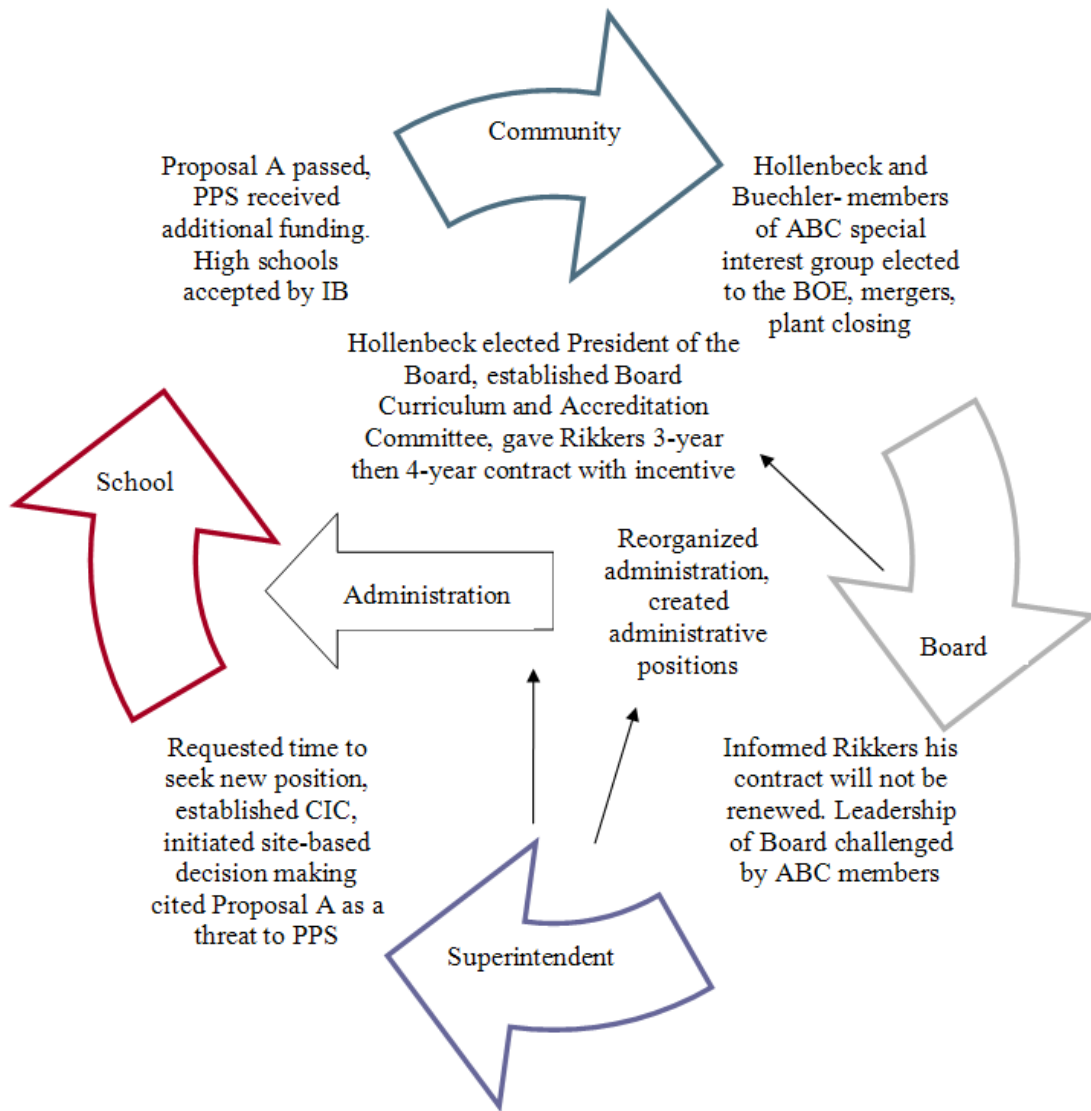 Community
Proposal A passed,
PPS received
additional funding.
High schools
accepted by IB
Hollenbeck and
Buechler- members
of ABC special
interest group elected
to the BOE, mergers,
plant closing
Hollenbeck elected President of the
Board, established Board
Curriculum and Accreditation
Committee, gave Rikkers 3-year
then 4-year contract with incentive
School
Administration
Reorganized
administration,
created
administrative
positions
Board
Requested time to
seek new position,
established CIC,
initiated site-based
decision making
cited Proposal A as a
threat to PPS
Informed Rikkers his
contract will not be
renewed. Leadership
of Board challenged
by ABC members
Superintendent